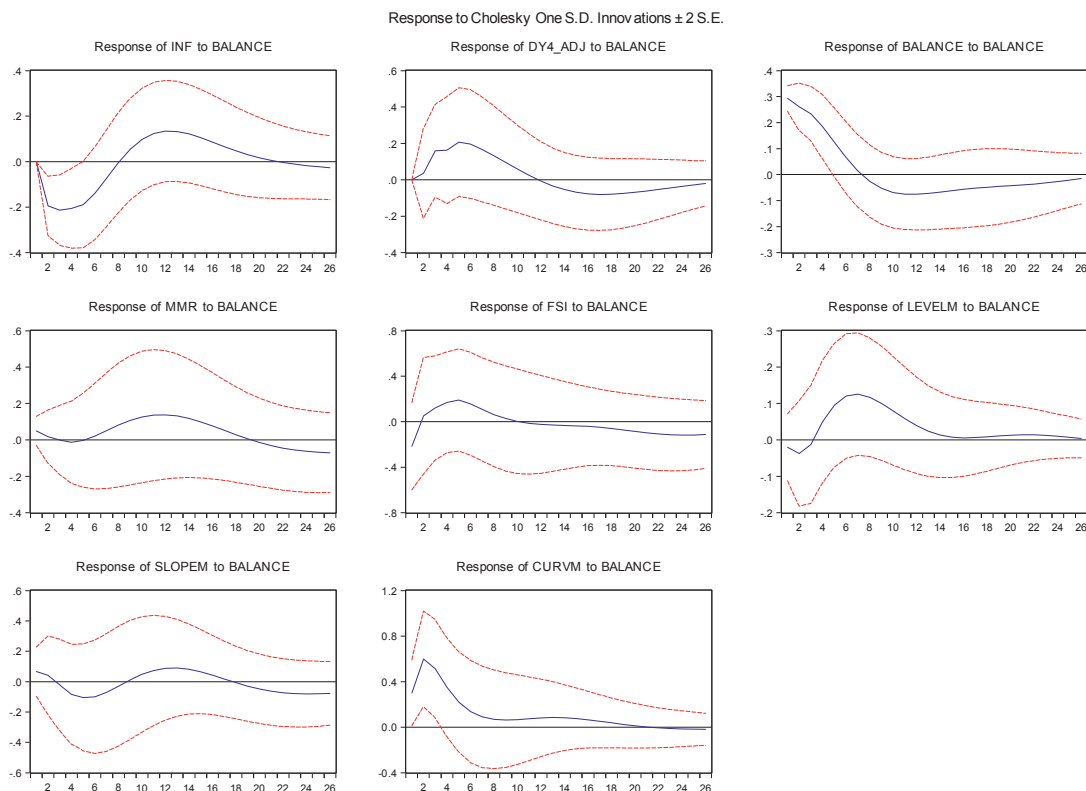 Response to Cholesky One S.D. Innovations ± 2 S.E.
Response of INF to BALANCE
.4
.2
.0
-.2
-.4
2 4 6 8 10 12 14 16 18 20 22 24 26
Response of DY4_ADJ to BALANCE
.6
.4
.2
.0
-.2
-.4
2 4 6 8 10 12 14 16 18 20 22 24 26
Response of BALANCE to BALANCE
.4
.3
.2
.1
.0
-.1
-.2
-.3
2 4 6 8 10 12 14 16 18 20 22 24 26
Response of MMR to BALANCE
.6
.4
.2
.0
-.2
-.4
2 4 6 8 10 12 14 16 18 20 22 24 26
Response of FSI to BALANCE
.8
.4
.0
-.4
-.8
2 4 6 8 10 12 14 16 18 20 22 24 26
Response of LEVELM to BALANCE
.3
.2
.1
.0
-.1
-.2
2 4 6 8 10 12 14 16 18 20 22 24 26
Response of SLOPEM to BALANCE
.6
.4
.2
.0
-.2
-.4
-.6
2 4 6 8 10 12 14 16 18 20 22 24 26
Response of CURVM to BALANCE
1.2
0.8
0.4
0.0
-0.4
2 4 6 8 10 12 14 16 18 20 22 24 26